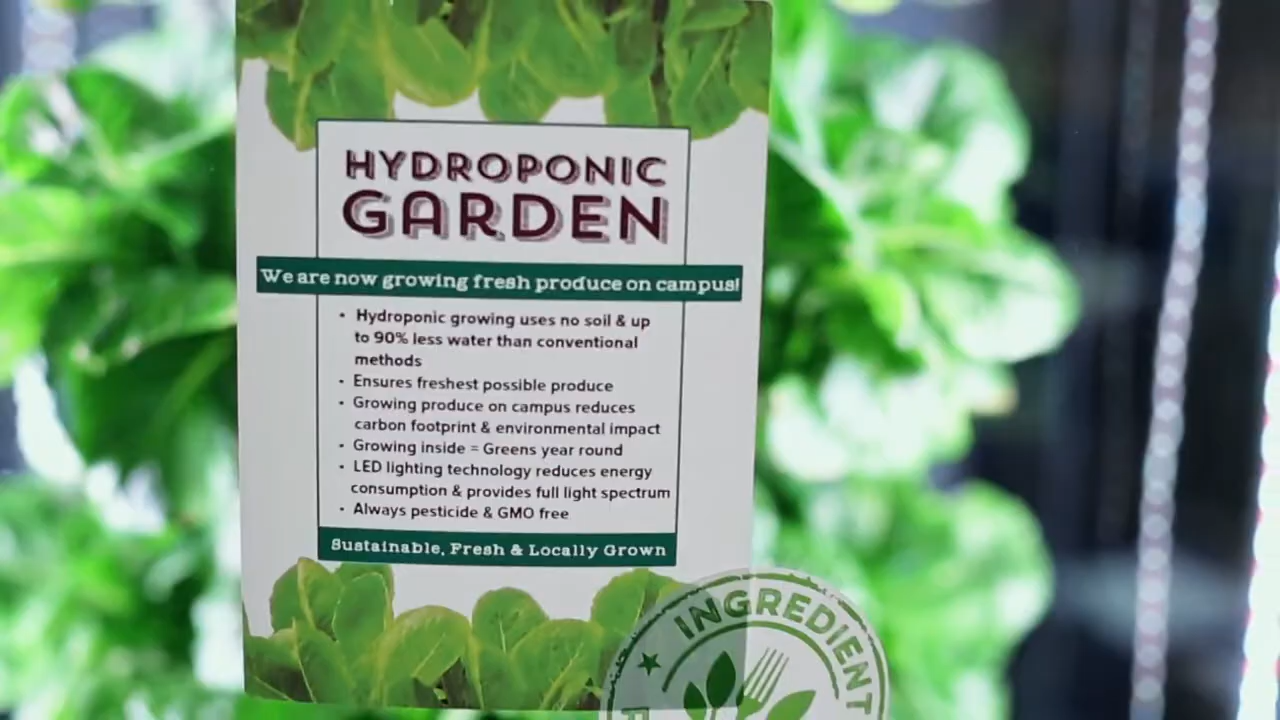 HYDROPONIC
GARDEN
We are now growing fresh produce on campus!
• Hydroponic growing uses no soil & up
to 90% less water than conventional
methods
• Ensures freshest possible produce
• Growing produce on campus reduces
carbon footprint & environmental impact
• Growing inside = Greens year round
• LED lighting technology reduces energy
consumption & provides full light spectrum
• Always pesticide & GMO free
Sustainable, Fresh & Locally Grown
INGREDIENT